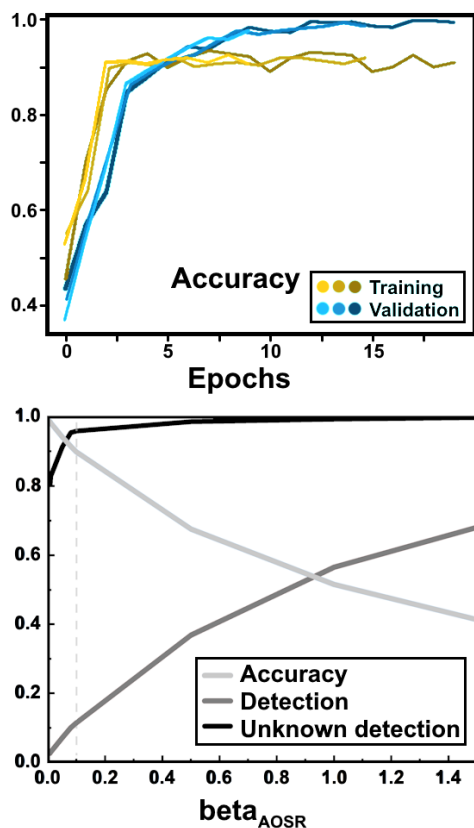 1.0
0.8
0.6
0.4
Accuracy
Training
Validation
0 5 10 15
Epochs
1.0
0.8
0.6
0.4
0.2
0.0
Accuracy
Detection
Unknown detection
0.0 0.2 0.4 0.6 0.8 1.0 1.2 1.4
beta_AOSR